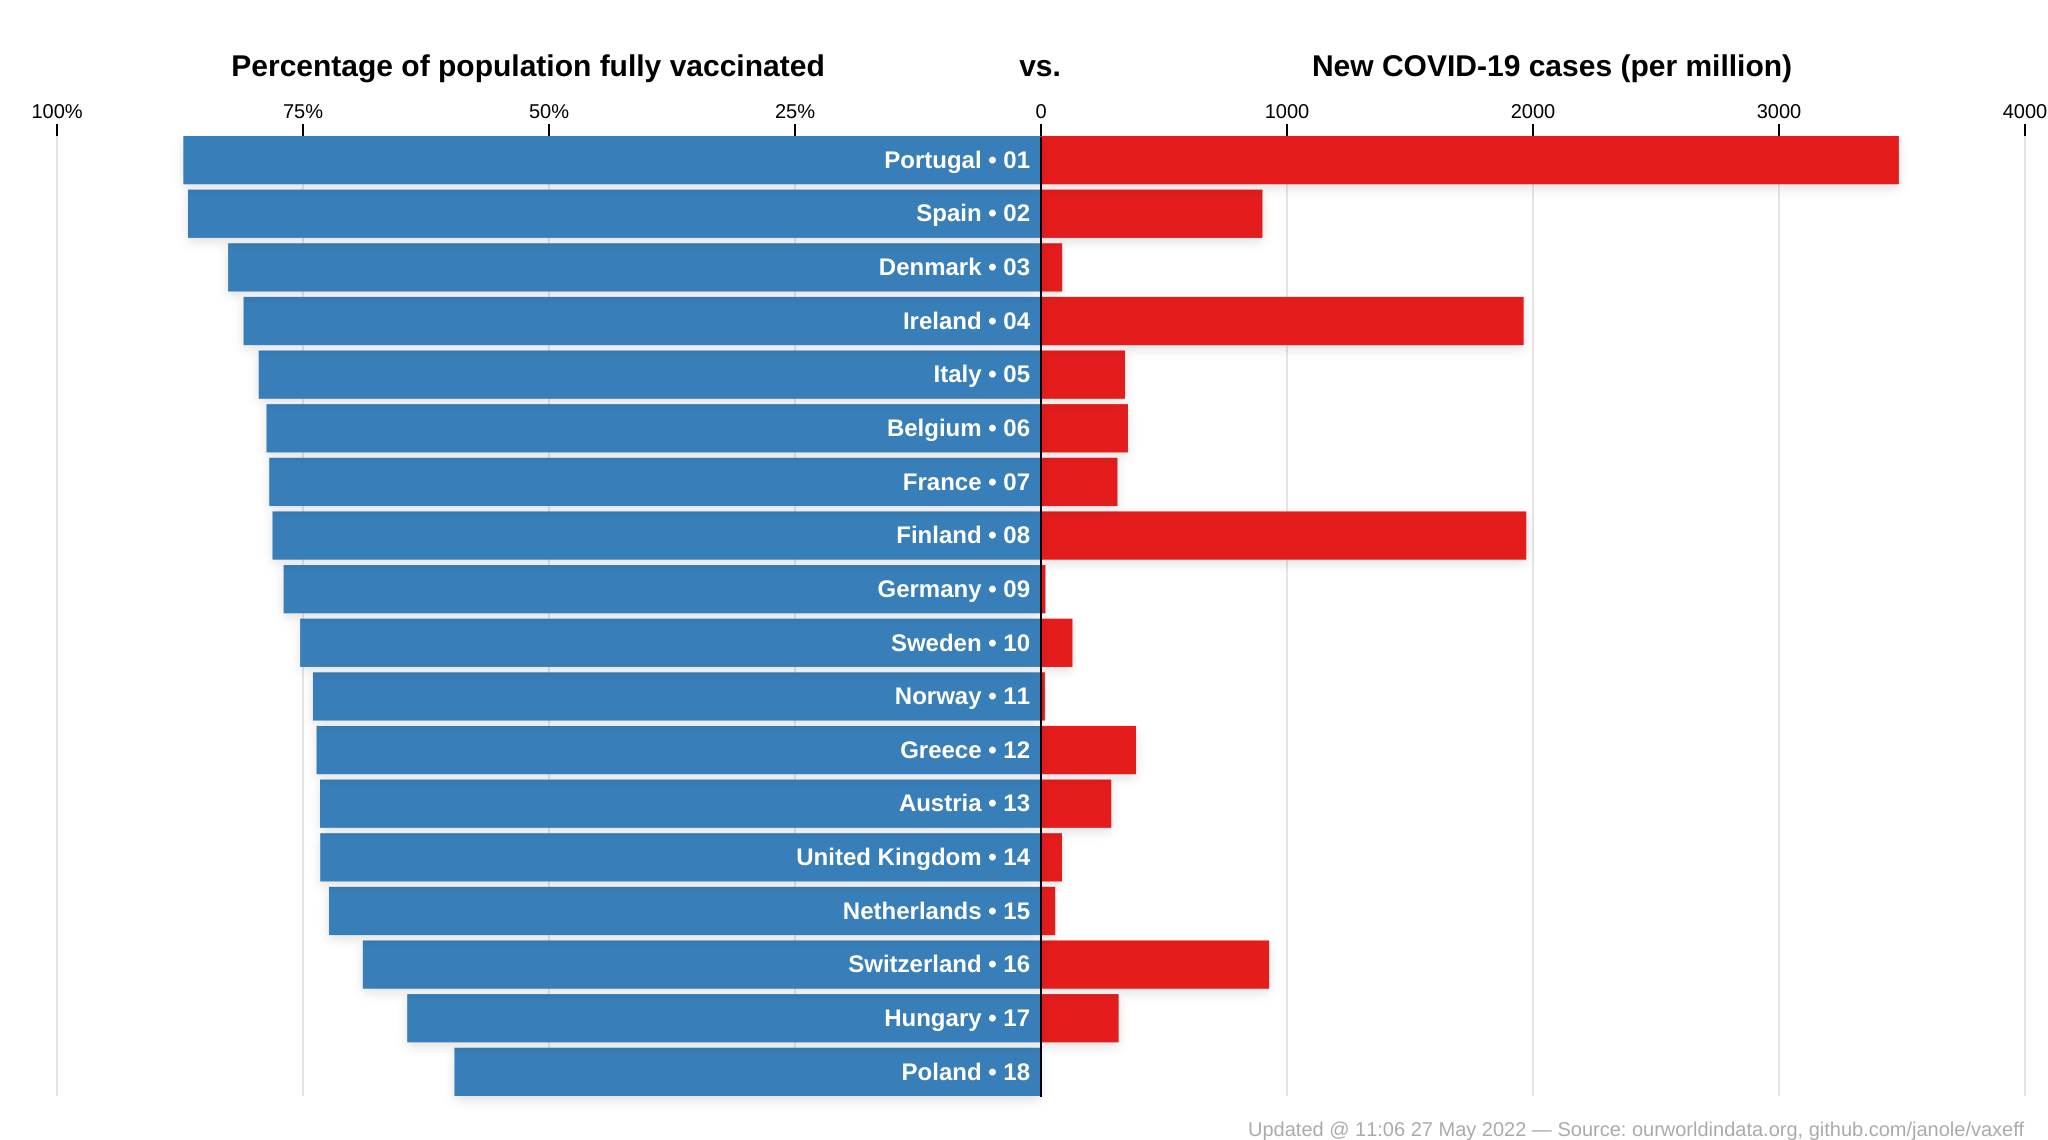 Percentage of population fully vaccinated vs. New COVID-19 cases (per million)
100% 75% 50% 25% 0 1000 2000 3000 4000
Portugal • 01
Spain • 02
Denmark • 03
Ireland • 04
Italy • 05
Belgium • 06
France • 07
Finland • 08
Germany • 09
Sweden • 10
Norway • 11
Greece • 12
Austria • 13
United Kingdom • 14
Netherlands • 15
Switzerland • 16
Hungary • 17
Poland • 18
Updated @ 11:06 27 May 2022 — Source: ourworldindata.org, github.com/janole/vaxeff